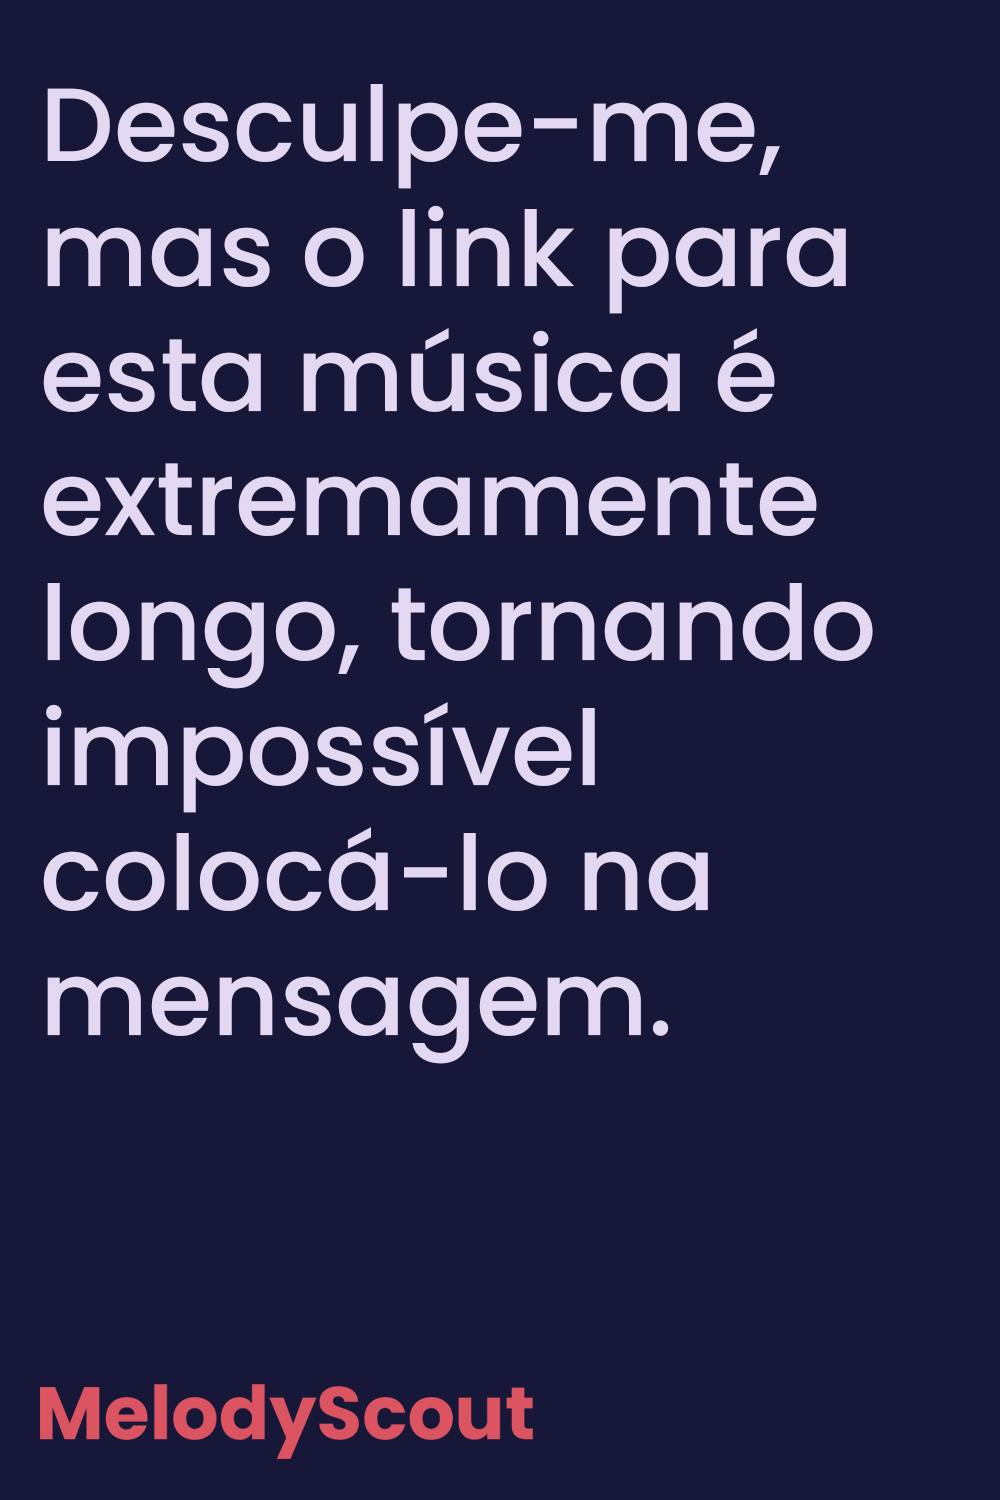 Desculpe-me,
mas o link para
esta música é
extremamente
longo, tornando
impossível
colocá-lo na
mensagem.
MelodyScout